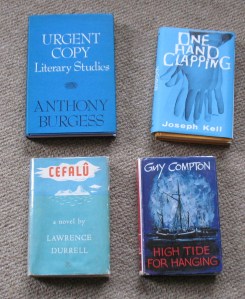 URGENT
COPY
Literary Studies
ANTHONY
BURGESS
ONE
HAND
CLAPPING
Joseph Kell
CEFALÛ
a novel by
LAWRENCE
DURRELL
GUY COMPTON
HIGH TIDE
FOR HANGING